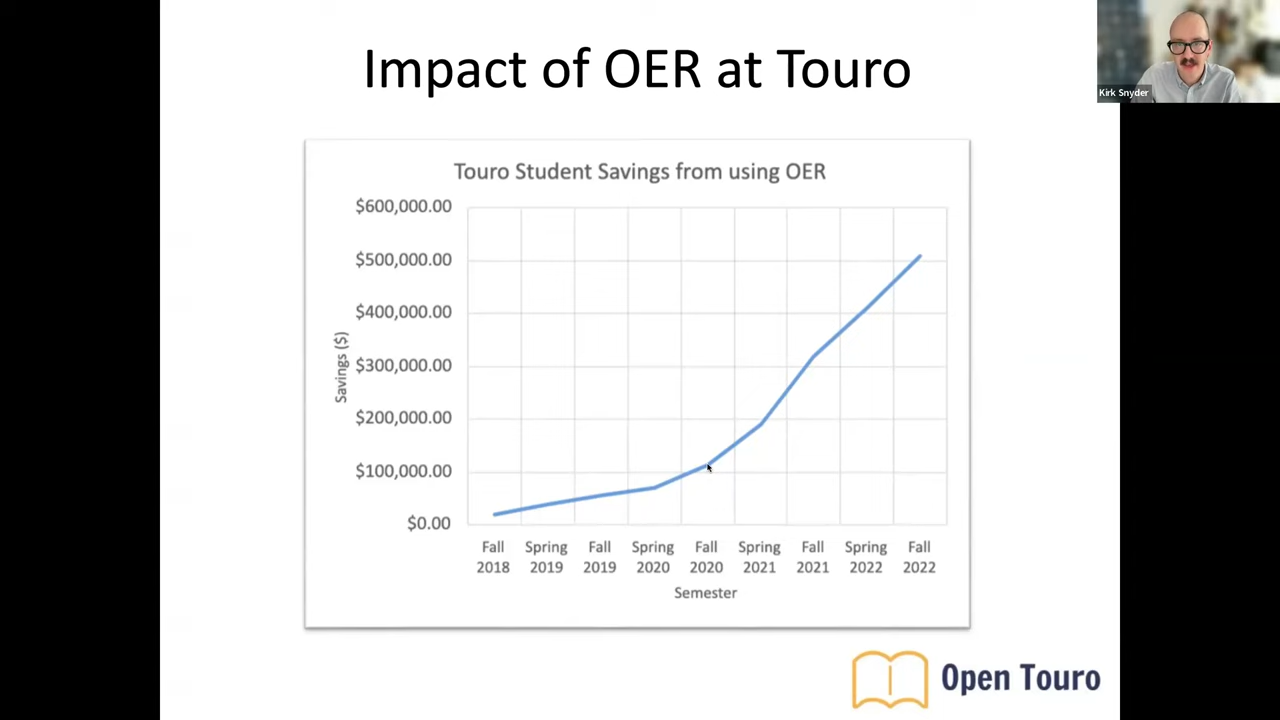 Impact of OER at Touro
Kirk Snyder
Touro Student Savings from using OER
$600,000.00
$500,000.00
$400,000.00
$300,000.00
$200,000.00
$100,000.00
$0.00
Savings ($)
Fall Spring Fall Spring Fall Spring Fall Spring Fall
2018 2019 2019 2020 2020 2021 2021 2022 2022
Semester
Open Touro